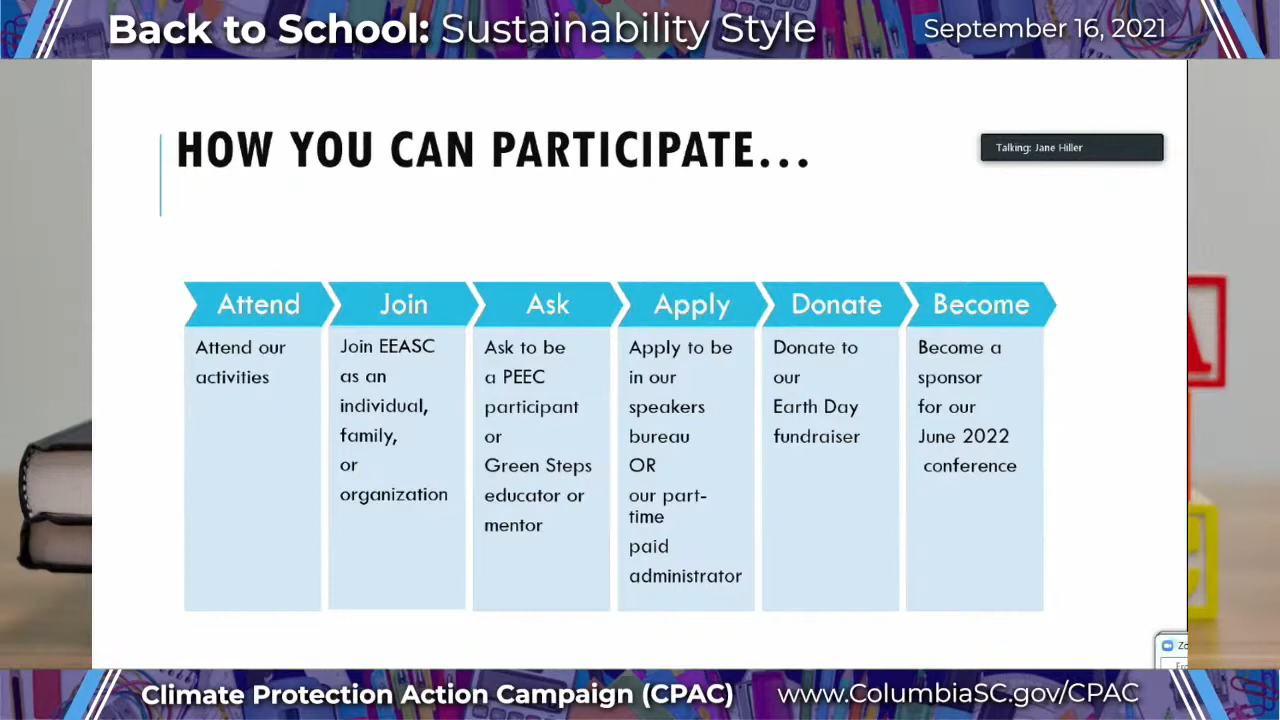 Back to School: Sustainability Style
September 16, 2021
HOW YOU CAN PARTICIPATE...
Talking: Jane Hiller
Attend
Attend our
activities
Join
Join EEASC
as an
individual,
family,
or
organization
Ask
Ask to be
a PEEC
participant
or
Green Steps
educator or
mentor
Apply
Apply to be
in our
speakers
bureau
OR
our part-
time
paid
administrator
Donate
Donate to
our
Earth Day
fundraiser
Become
Become a
sponsor
for our
June 2022
conference
Climate Protection Action Campaign (CPAC)
www.ColumbiaSC.gov/CPAC